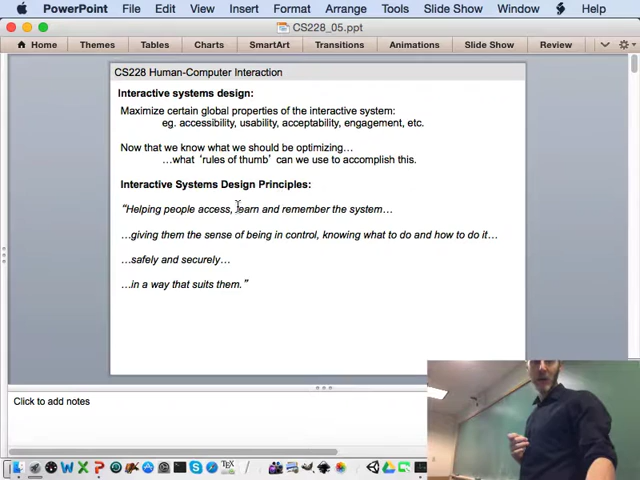 PowerPoint File Edit View Insert Format Arrange Tools Slide Show Window Help
CS228_05.ppt
Home Themes Tables Charts SmartArt Transitions Animations Slide Show Review
CS228 Human-Computer Interaction
Interactive systems design:
Maximize certain global properties of the interactive system:
eg. accessibility, usability, acceptability, engagement, etc.
Now that we know what we should be optimizing…
…what ‘rules of thumb’ can we use to accomplish this.
Interactive Systems Design Principles:
“Helping people access, learn and remember the system…
…giving them the sense of being in control, knowing what to do and how to do it…
…safely and securely…
…in a way that suits them.”
Click to add notes
TEX